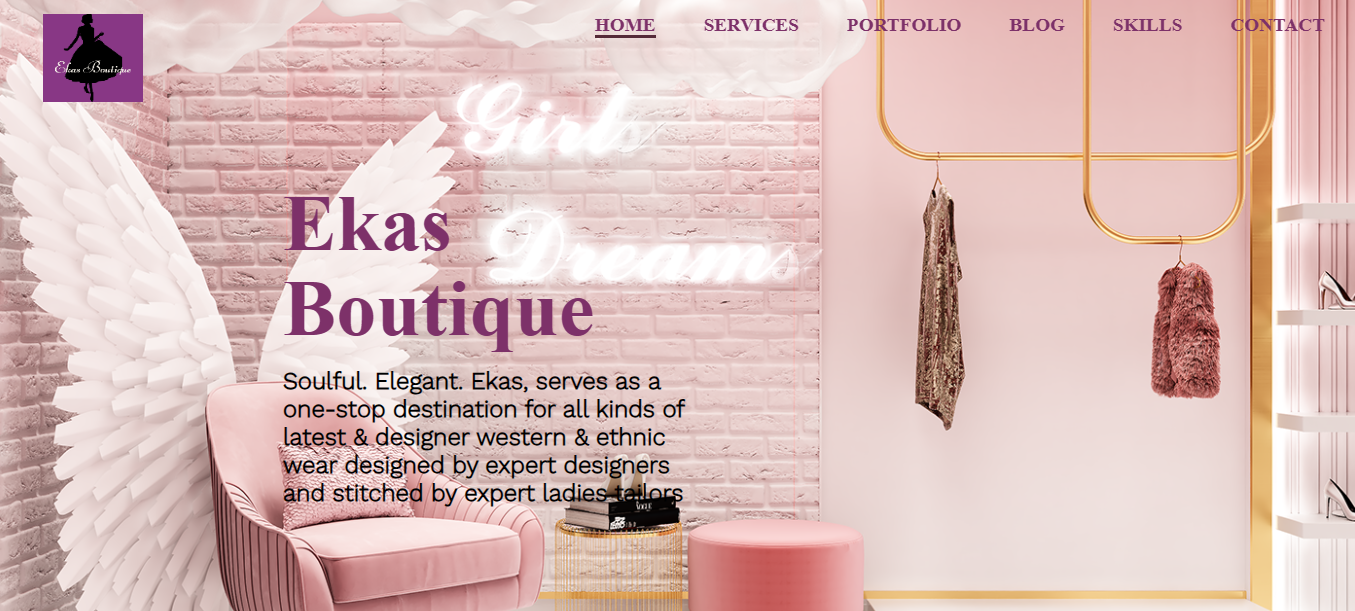 Ekas Boutique
HOME SERVICES PORTFOLIO BLOG SKILLS CONTACT
Girls
Dreams
Ekas
Boutique
Soulful. Elegant. Ekas, serves as a
one-stop destination for all kinds of
latest & designer western & ethnic
wear designed by expert designers
and stitched by expert ladies tailors
VOGUE